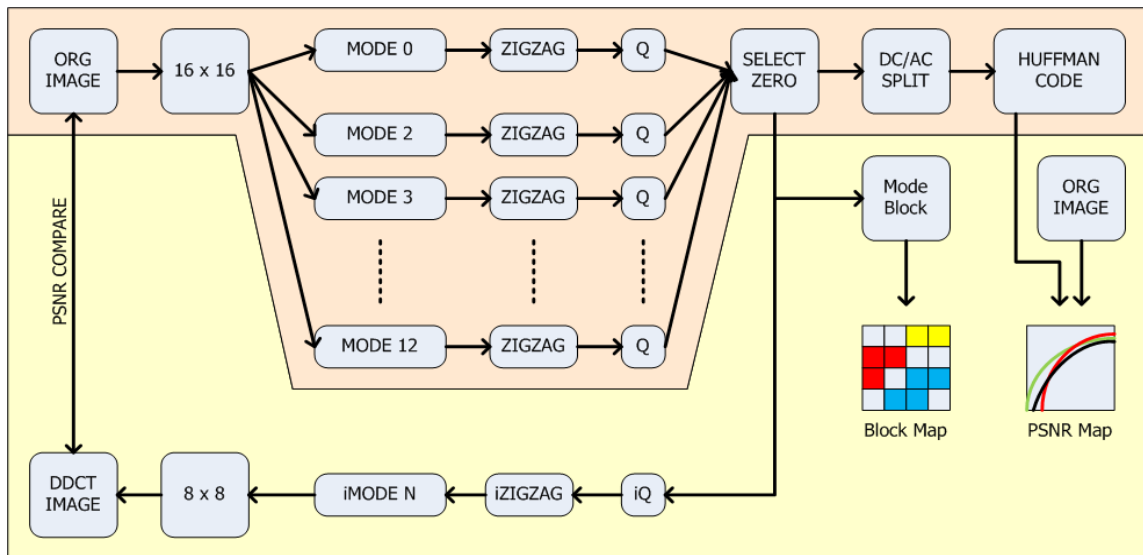 ORG
IMAGE
16 x 16
MODE 0
ZIGZAG
Q
SELECT
ZERO
DC/AC
SPLIT
HUFFMAN
CODE
MODE 2
ZIGZAG
Q
MODE 3
ZIGZAG
Q
MODE 12
ZIGZAG
Q
Mode
Block
ORG
IMAGE
PSNR COMPARE
Block Map
PSNR Map
DDCT
IMAGE
8 x 8
iMODE N
iZIGZAG
iQ